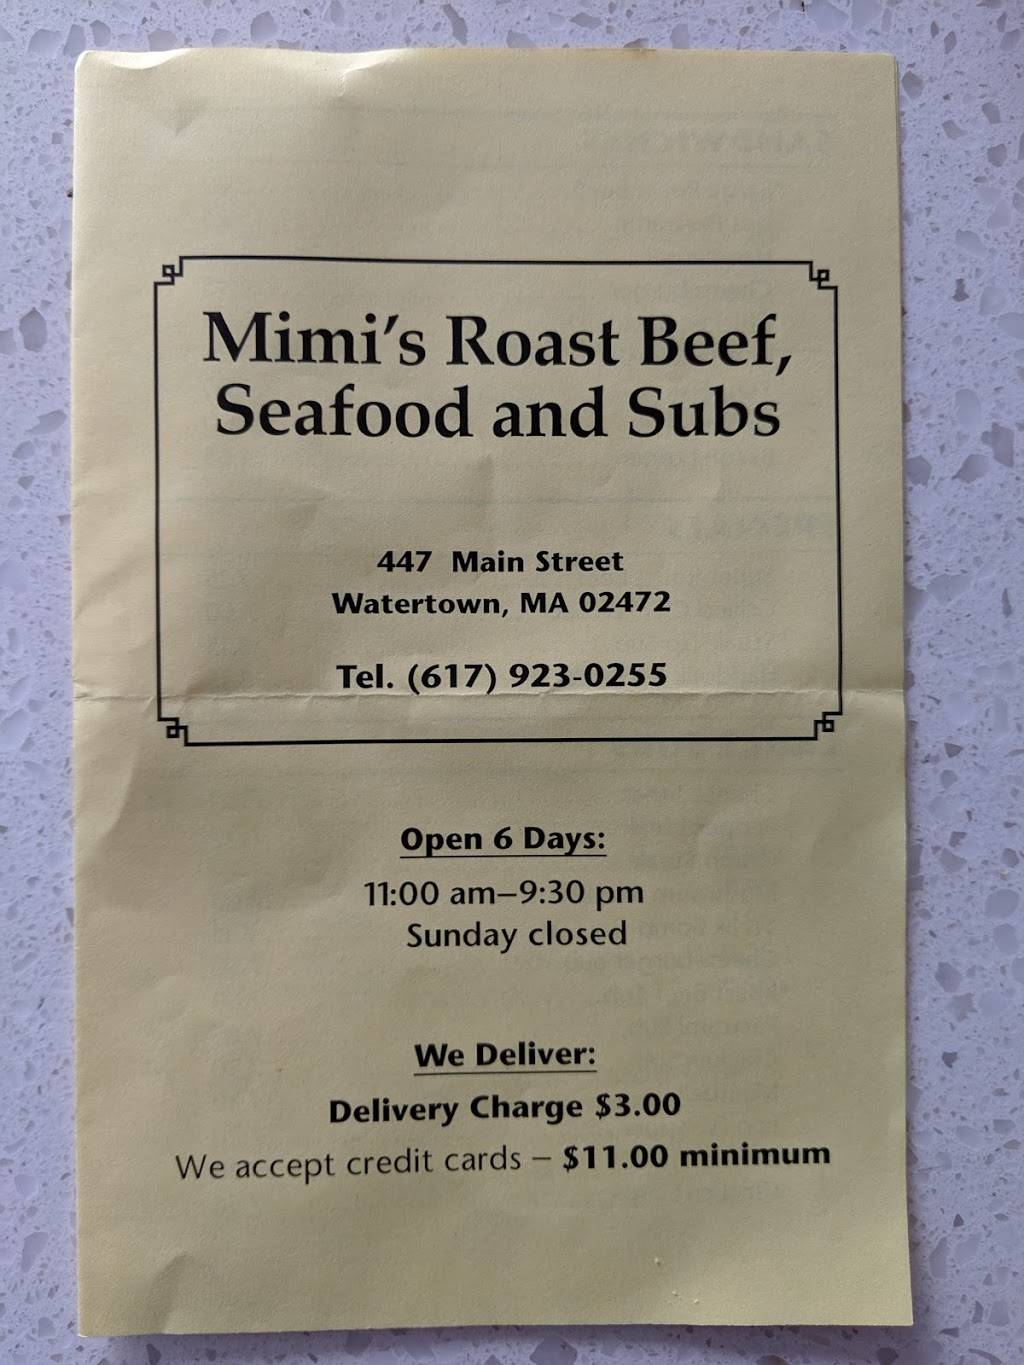 Mimi's Roast Beef,
Seafood and Subs
447 Main Street
Watertown, MA 02472
Tel. (617) 923-0255
Open 6 Days:
11:00 am–9:30 pm
Sunday closed
We Deliver:
Delivery Charge $3.00
We accept credit cards – $11.00 minimum